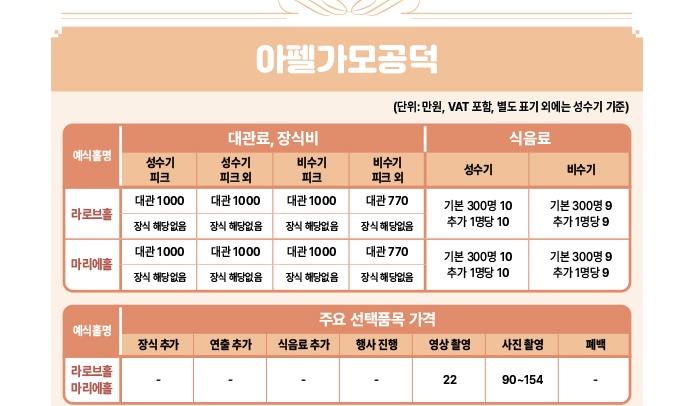 아펠가모공덕
(단위: 만원, VAT 포함, 별도 표기 외에는 성수기 기준)
예식홀명 대관료, 장식비 식음료
성수기 피크 성수기 피크 외 비수기 피크 비수기 피크 외 성수기 비수기
라로브홀 대관 1000 대관 1000 대관 1000 대관 770 기본 300명 10 기본 300명 9
장식 해당없음 장식 해당없음 장식 해당없음 장식 해당없음 추가 1명당 10 추가 1명당 9
마리에홀 대관 1000 대관 1000 대관 1000 대관 770 기본 300명 10 기본 300명 9
장식 해당없음 장식 해당없음 장식 해당없음 장식 해당없음 추가 1명당 10 추가 1명당 9
예식홀명 주요 선택품목 가격
장식 추가 연출 추가 식음료 추가 행사 진행 영상 촬영 사진 촬영 폐백
라로브홀 - - - - 22 90~154 -
마리에홀